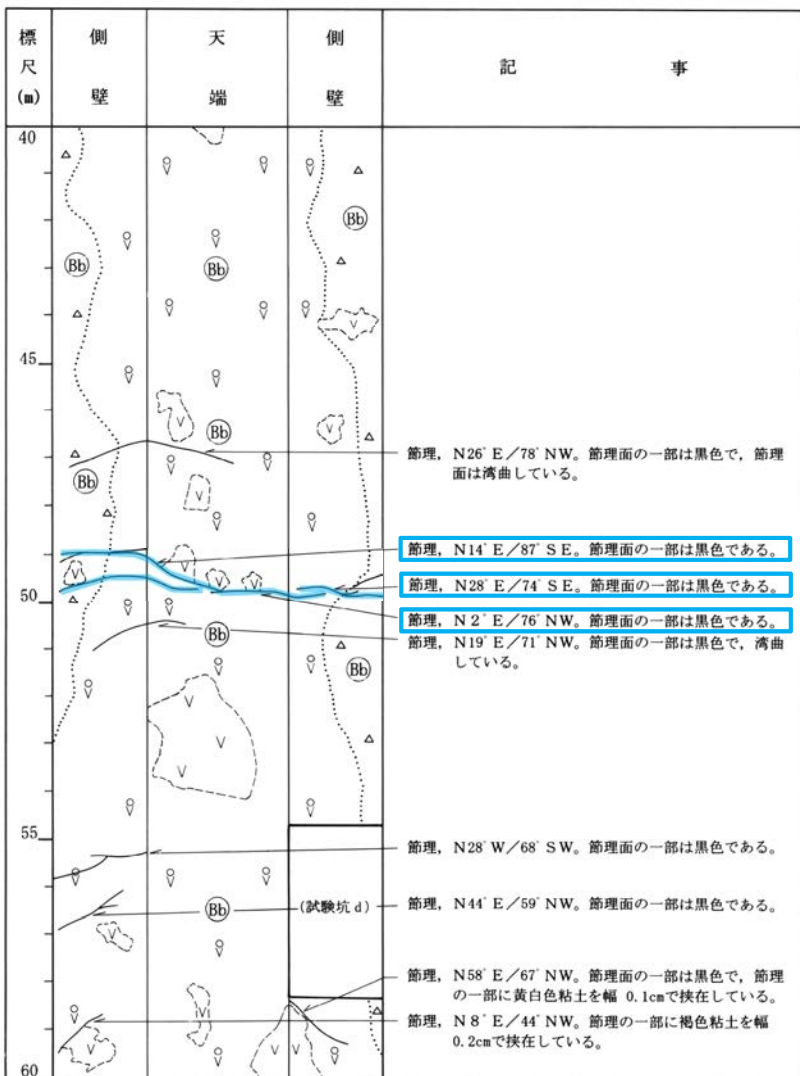 標尺(m)
側壁
天端
側壁
記事
40
Bb
Bb
Bb
V
45
V
Bb
V
節理，N26°E／78°NW。節理面の一部は黒色で，節理
面は湾曲している。
Bb
V
節理，N14°E／87°SE。節理面の一部は黒色である。
V
V
V
V
節理，N28°E／74°SE。節理面の一部は黒色である。
50
節理，N2°E／76°NW。節理面の一部は黒色である。
Bb
節理，N19°E／71°NW。節理面の一部は黒色で，湾曲
している。
Bb
V
V
V
55
節理，N28°W／68°SW。節理面の一部は黒色である。
Bb
(試験坑d)
節理，N44°E／59°NW。節理面の一部は黒色である。
V
節理，N58°E／67°NW。節理面の一部は黒色で，節理
の一部に黄白色粘土を幅 0.1cmで挟在している。
V
節理，N8°E／44°NW。節理の一部に褐色粘土を幅
0.2cmで挟在している。
V
V
V
60